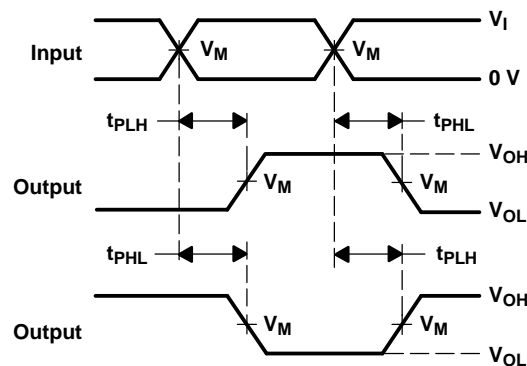 V_I
Input V_M V_M
0 V
t_PLH t_PHL
V_OH
Output V_M V_M
V_OL
t_PHL t_PLH
V_OH
Output V_M V_M
V_OL